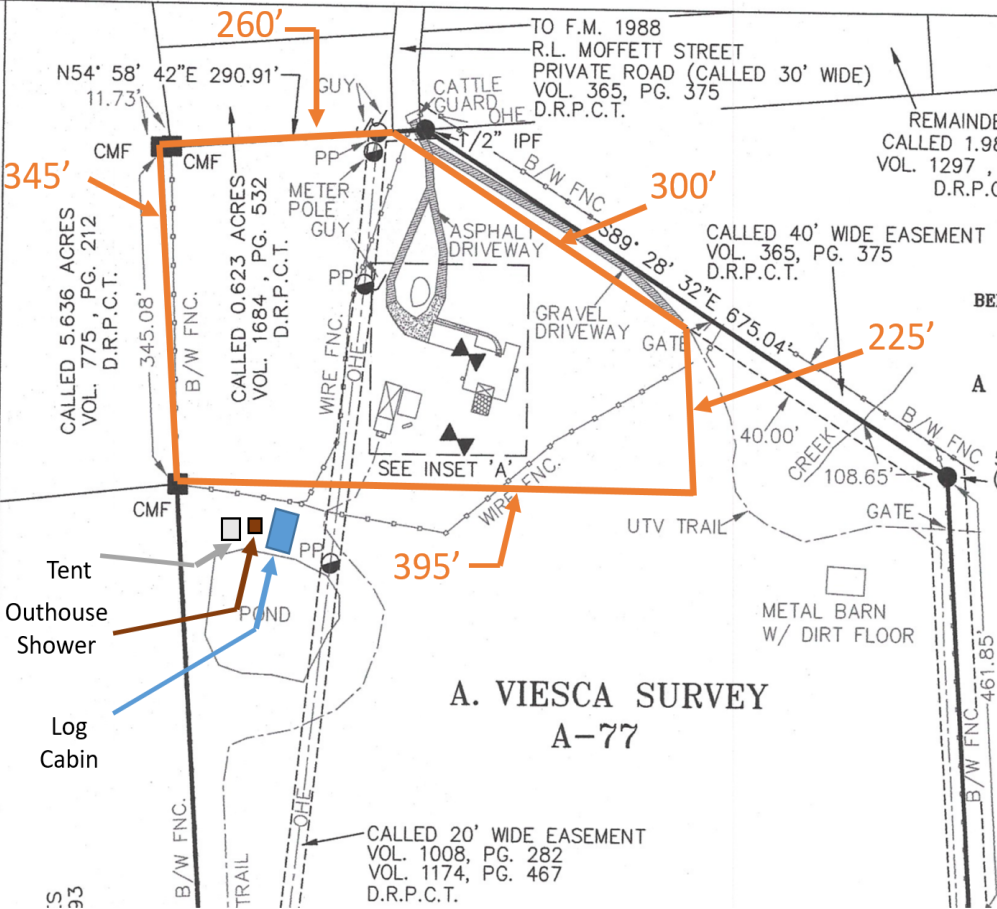 260'
TO F.M. 1988
R.L. MOFFETT STREET
PRIVATE ROAD (CALLED 30' WIDE)
VOL. 365, PG. 375
D.R.P.C.T.
N54° 58' 42"E 290.91'
11.73'
GUY
CATTLE
GUARD
OHE
1/2" IPF
CMF
CMF
PP
METER
POLE
GUY
PP
345'
B/W FNC
300'
REMAINDE
CALLED 1.98
VOL. 1297 ,
D.R.P.C
CALLED 5.636 ACRES
VOL. 775 , PG. 212
D.R.P.C.T.
345.08'
B/W FNC.
CALLED 0.623 ACRES
VOL. 1684, PG. 532
D.R.P.C.T.
ASPHALT
DRIVEWAY
S89° 28' 32"E 675.04'
CALLED 40' WIDE EASEMENT
VOL. 365, PG. 375
D.R.P.C.T.
BE
GRAVEL
DRIVEWAY
GATE
225'
A
WIRE FNC.
OHE
40.00'
CREEK
B/W FNC
108.65'
SEE INSET 'A'
WIRE FNC.
CMF
395'
UTV TRAIL
GATE
PP
Tent
Outhouse
Shower
POND
Log
Cabin
METAL BARN
W/ DIRT FLOOR
461.85'
B/W FNC.
A. VIESCA SURVEY
A-77
CALLED 20' WIDE EASEMENT
VOL. 1008, PG. 282
VOL. 1174, PG. 467
D.R.P.C.T.
OHE
B/W FNC.
TRAIL
S
93